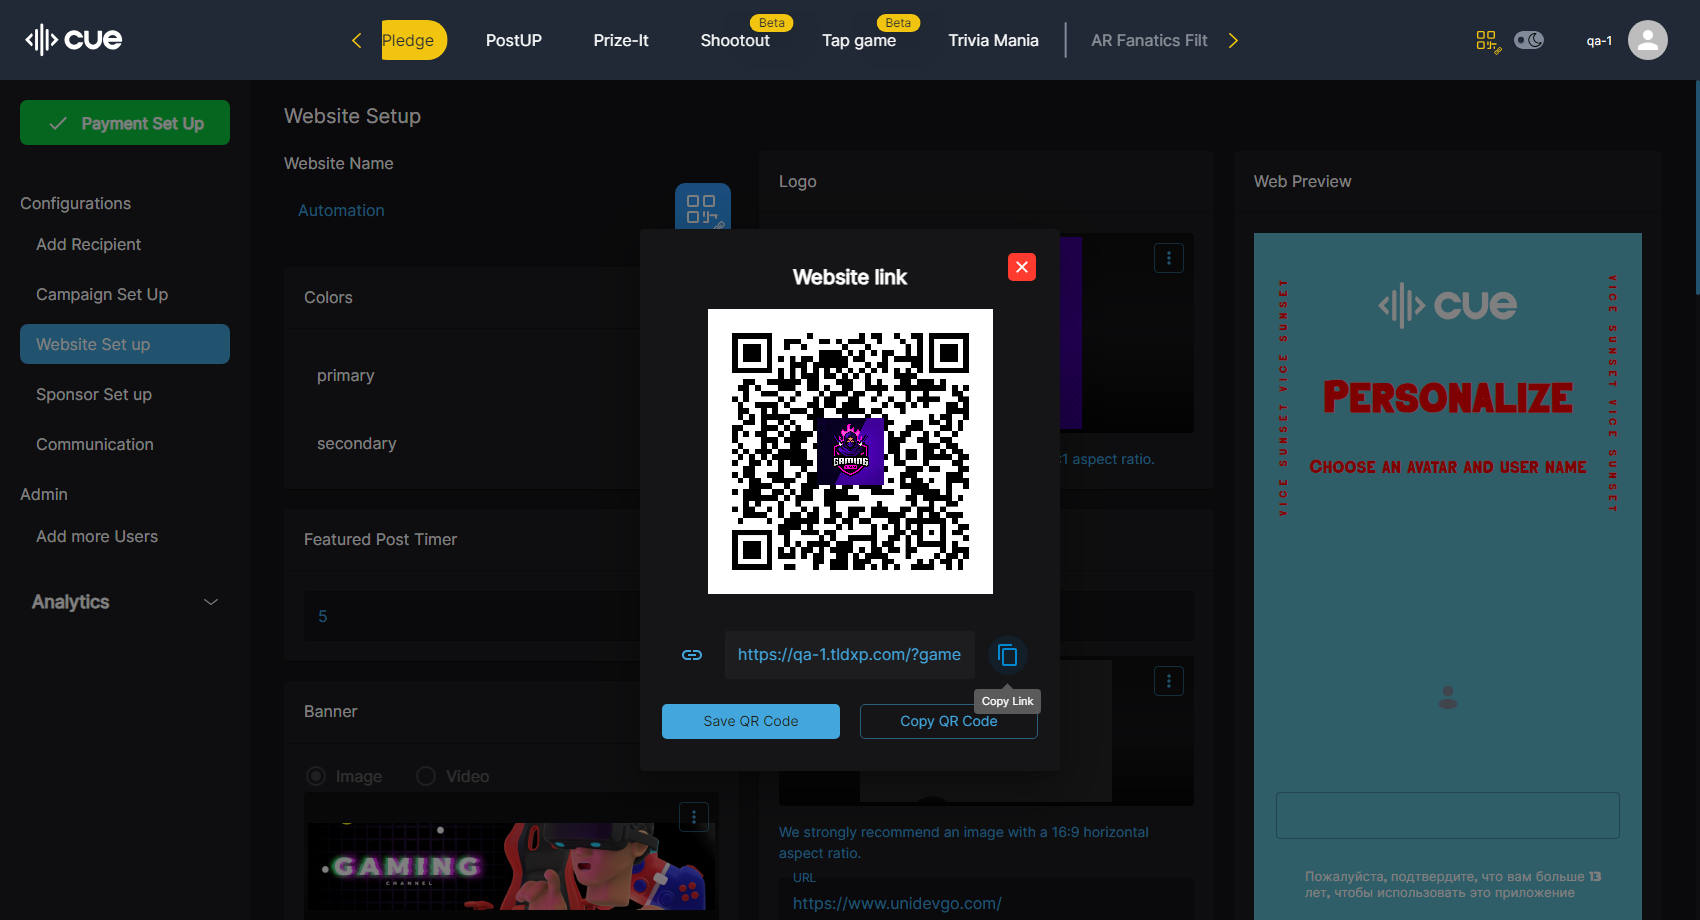 cue
Pledge
PostUP
Prize-It
Shootout
Beta
Tap game
Beta
Trivia Mania
AR Fanatics Filt
qa-1
Payment Set Up
Configurations
Add Recipient
Campaign Set Up
Website Set up
Sponsor Set up
Communication
Admin
Add more Users
Analytics
Website Setup
Website Name
Automation
Colors
primary
secondary
Featured Post Timer
5
Banner
Image
Video
GAMING
CHANNEL
Logo
:1 aspect ratio.
We strongly recommend an image with a 16:9 horizontal
aspect ratio.
URL
https://www.unidevgo.com/
Website link
GAMING
https://qa-1.tldxp.com/?game
Copy Link
Save QR Code
Copy QR Code
Web Preview
cue
VICE SUNSET VICE SUNSET
VICE SUNSET VICE SUNSET
PERSONALIZE
CHOOSE AN AVATAR AND USER NAME
Пожалуйста, подтвердите, что вам больше 13
лет, чтобы использовать это приложение